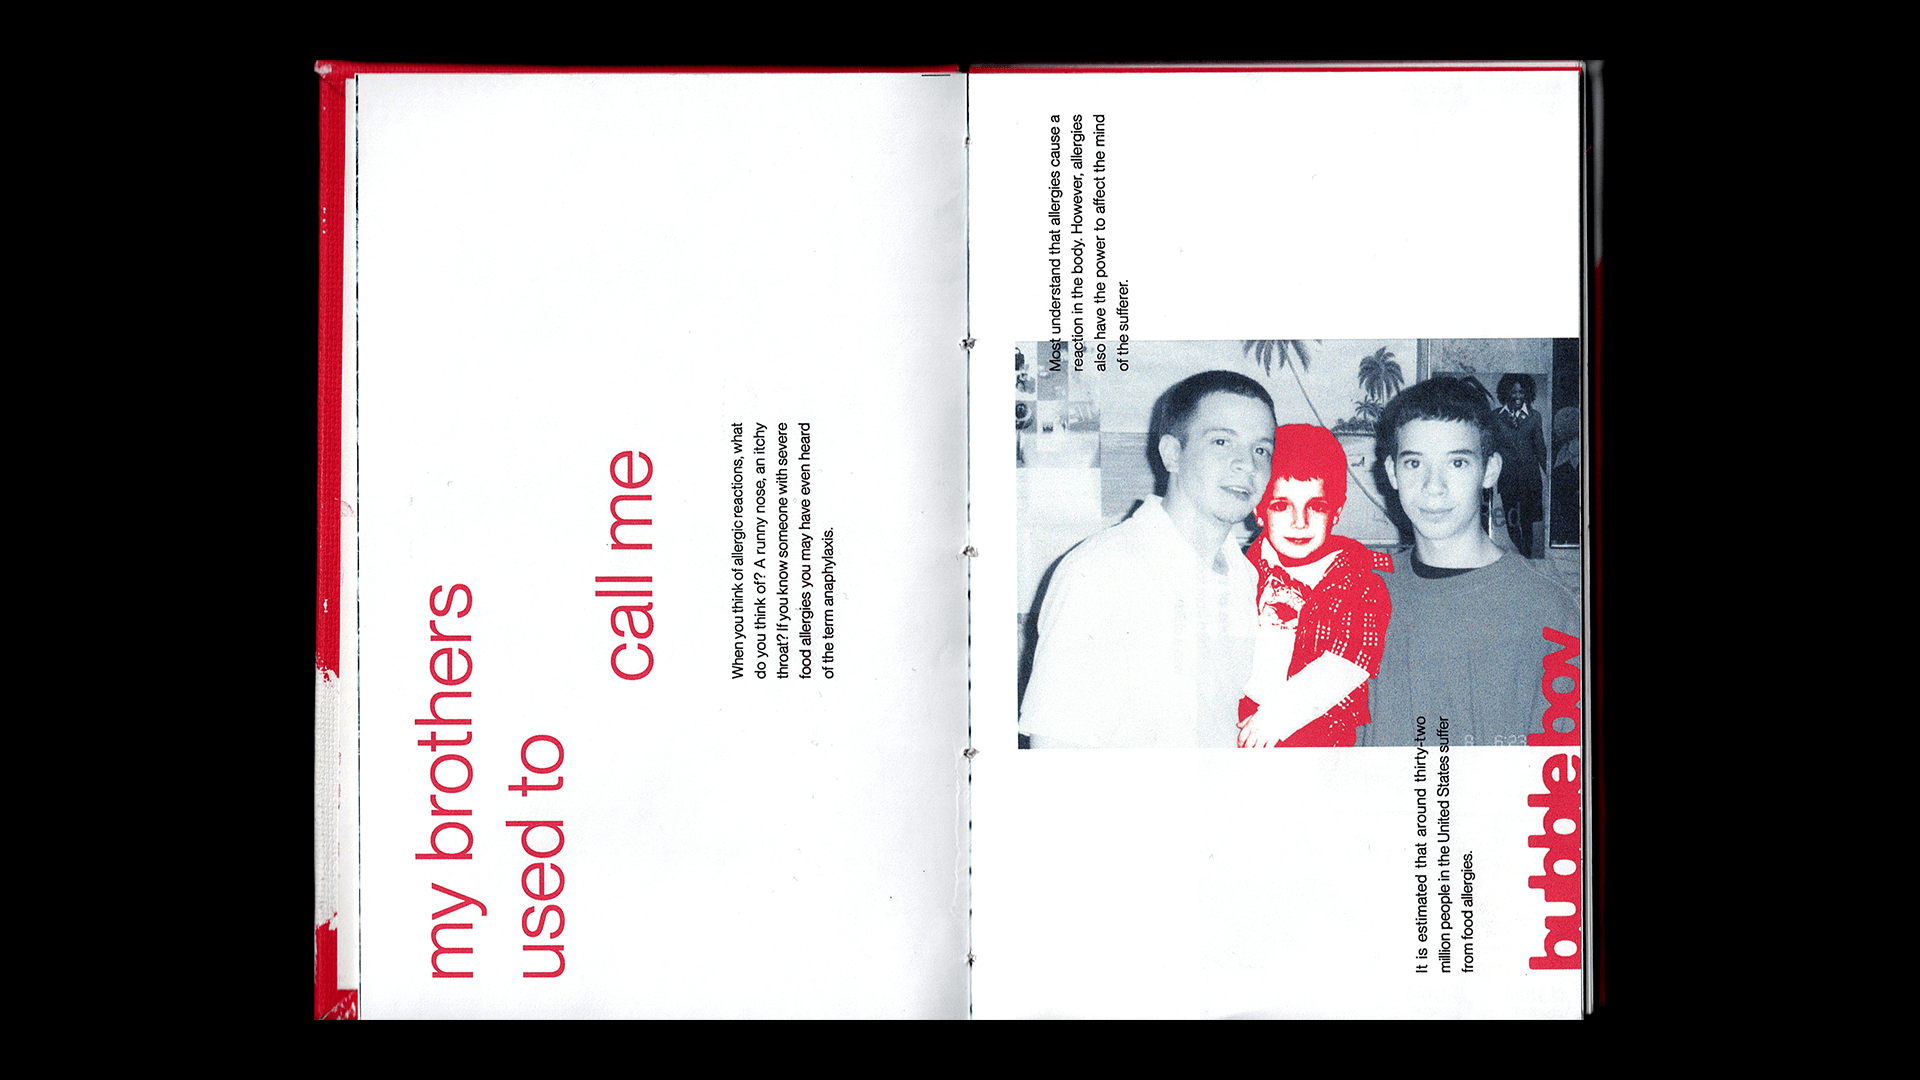 my brothers
used to
call me
When you think of allergic reactions, what
do you think of? A runny nose, an itchy
throat? If you know someone with severe
food allergies you may have even heard
of the term anaphylaxis.
Most understand that allergies cause a
reaction in the body. However, allergies
also have the power to affect the mind
of the sufferer.
It is estimated that around thirty-two
million people in the United States suffer
from food allergies.
bubble boy